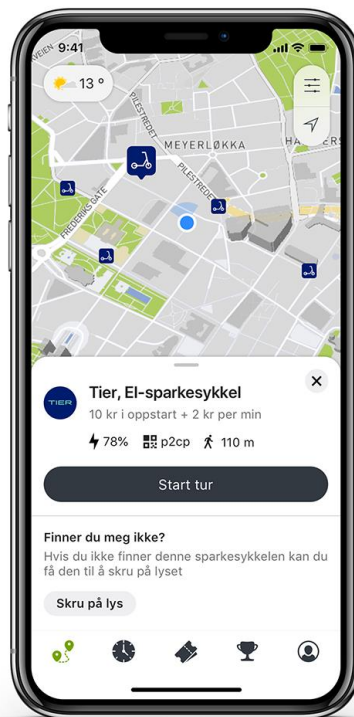 9:41
13 °
PILESTREDET
MEYERLØKKA
PILESTREDET
FREDERIKS GATE
TIER
Tier, El-sparkesykkel
10 kr i oppstart + 2 kr per min
78% p2cp 110 m
Start tur
Finner du meg ikke?
Hvis du ikke finner denne sparkesykkelen kan du
få den til å skru på lyset
Skru på lys